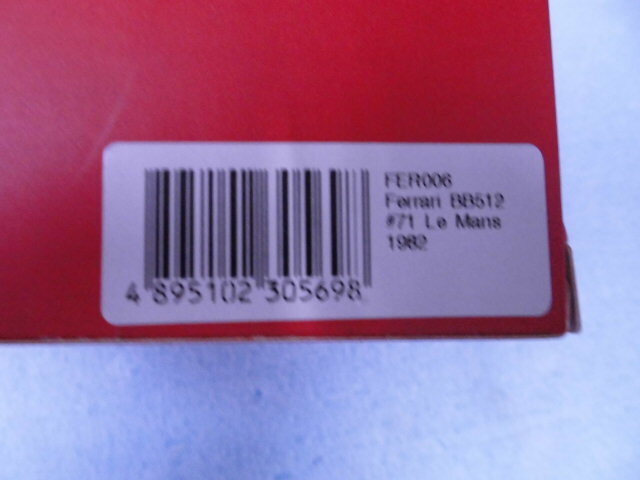 FER006
Ferrari BB512
#71 Le Mans
1982
4 895102 305698